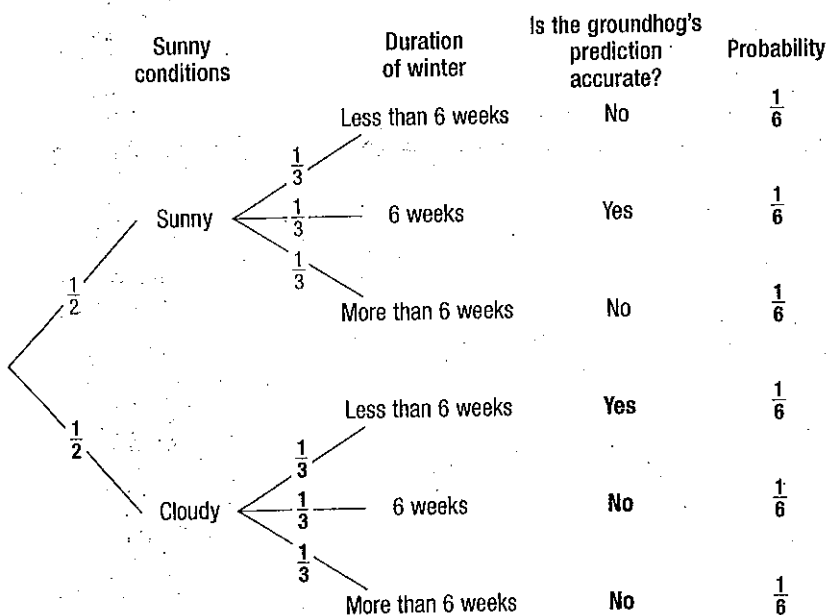 Sunny conditions
Duration of winter
Is the groundhog's prediction accurate?
Probability
1/2
Sunny
1/3
Less than 6 weeks
No
1/6
1/3
6 weeks
Yes
1/6
1/3
More than 6 weeks
No
1/6
1/2
Cloudy
1/3
Less than 6 weeks
Yes
1/6
1/3
6 weeks
No
1/6
1/3
More than 6 weeks
No
1/6